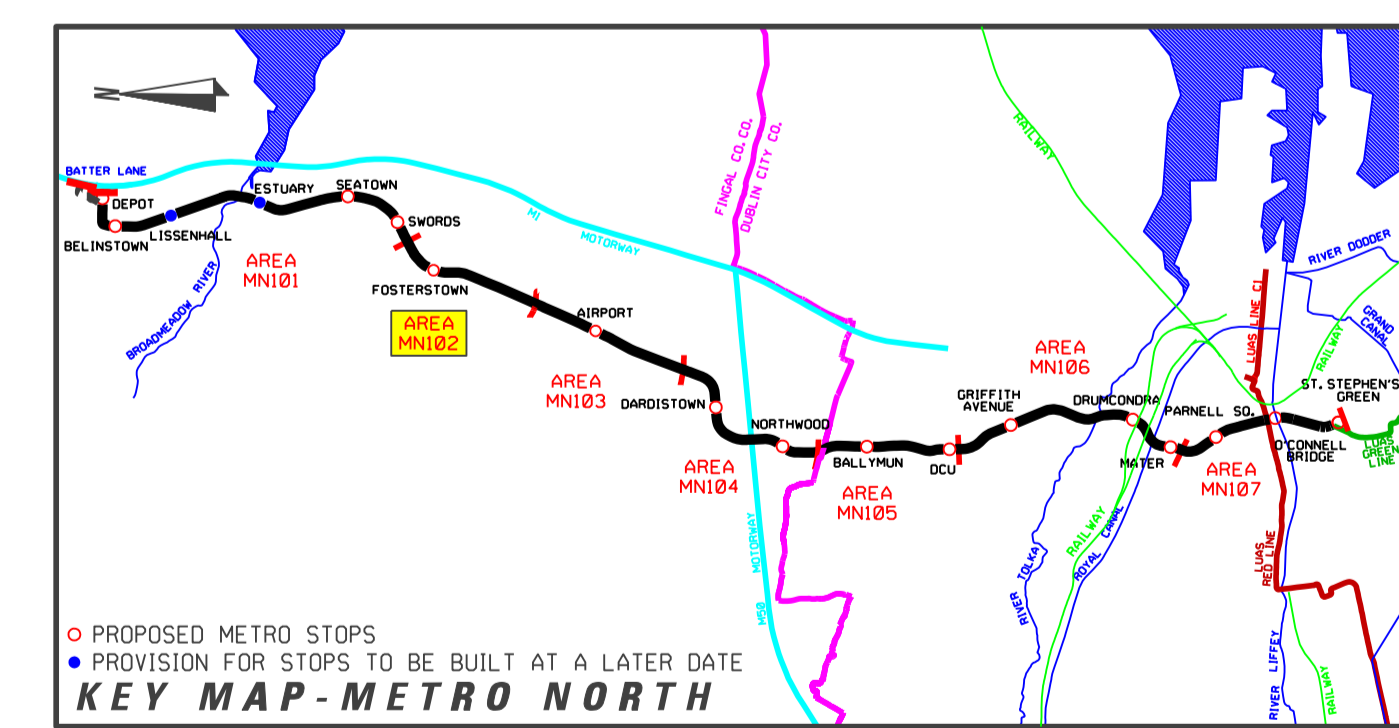 N
BATTER LANE
DEPOT
BELINSTOWN
LISSENHALL
ESTUARY
SEATOWN
SWORDS
FOSTERSTOWN
AREA
MN101
BROADMEADOW RIVER
AREA
MN102
M1
MOTORWAY
AIRPORT
AREA
MN103
DARDISTOWN
FINGAL CO.CO.
DUBLIN CITY CO.
NORTHWOOD
AREA
MN104
MOTORWAY
M50
BALLYMUN
AREA
MN105
DCU
GRIFFITH
AVENUE
AREA
MN106
DRUMCONDRA
MATER
PARNELL SQ.
AREA
MN107
O'CONNELL
BRIDGE
ST. STEPHEN'S
GREEN
LUAS
GREEN
LINE
RAILWAY
LUAS LINE C1
RIVER DODDER
GRAND
CANAL
RAILWAY
RIVER TOLKA
RAILWAY
ROYAL CANAL
LUAS
RED LINE
RIVER LIFFEY
RAILWAY
PROPOSED METRO STOPS
PROVISION FOR STOPS TO BE BUILT AT A LATER DATE
KEY MAP-METRO NORTH